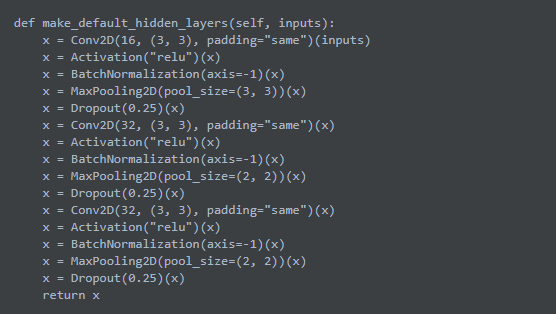 def make_default_hidden_layers(self, inputs):
    x = Conv2D(16, (3, 3), padding="same")(inputs)
    x = Activation("relu")(x)
    x = BatchNormalization(axis=-1)(x)
    x = MaxPooling2D(pool_size=(3, 3))(x)
    x = Dropout(0.25)(x)
    x = Conv2D(32, (3, 3), padding="same")(x)
    x = Activation("relu")(x)
    x = BatchNormalization(axis=-1)(x)
    x = MaxPooling2D(pool_size=(2, 2))(x)
    x = Dropout(0.25)(x)
    x = Conv2D(32, (3, 3), padding="same")(x)
    x = Activation("relu")(x)
    x = BatchNormalization(axis=-1)(x)
    x = MaxPooling2D(pool_size=(2, 2))(x)
    x = Dropout(0.25)(x)
    return x